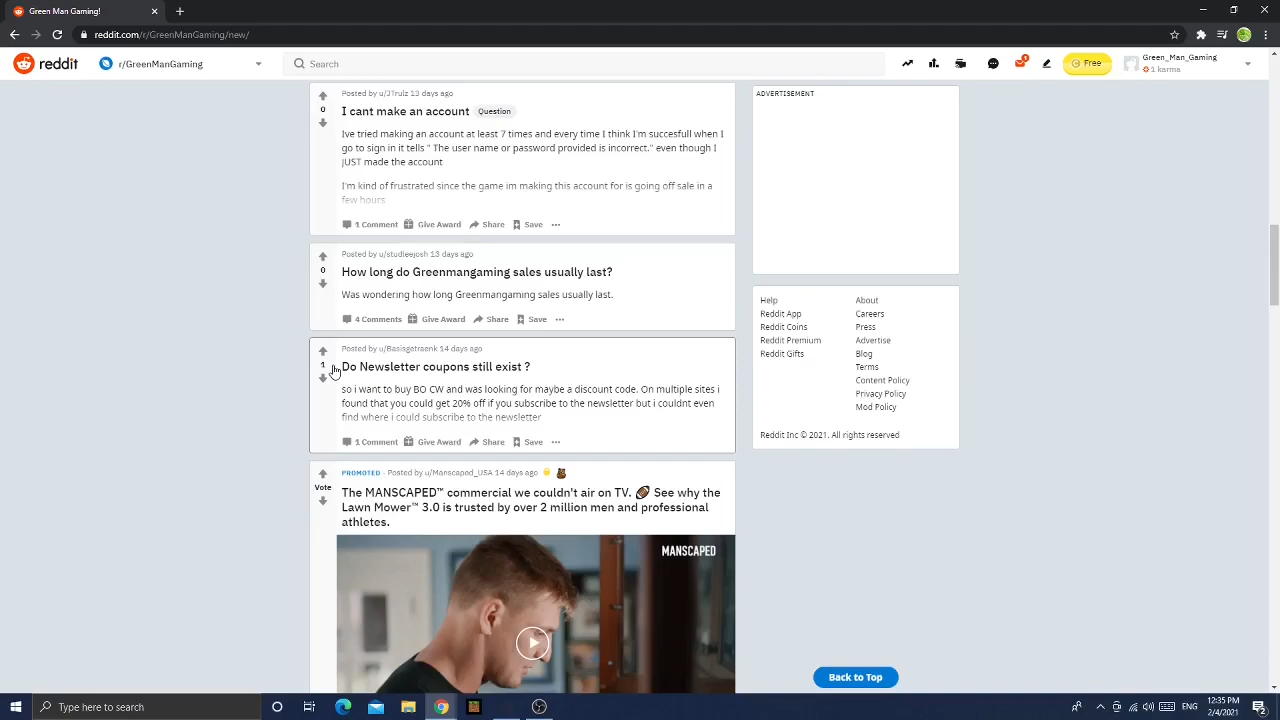 Green Man Gaming!
reddit.com/r/GreenManGaming/new/
reddit
r/GreenManGaming
Search
Free
Green_Man_Gaming
1 karma
Posted by u/JTrulz 13 days ago
0
I cant make an account Question
Ive tried making an account at least 7 times and every time I think I'm succesfull when I
go to sign in it tells " The user name or password provided is incorrect." even though I
JUST made the account
I'm kind of frustrated since the game im making this account for is going off sale in a
few hours
1 Comment Give Award Share Save
Posted by u/studleejosh 13 days ago
0
How long do Greenmangaming sales usually last?
Was wondering how long Greenmangaming sales usually last.
4 Comments Give Award Share Save
Posted by u/Basisgetraenk 14 days ago
1
Do Newsletter coupons still exist ?
so i want to buy BO CW and was looking for maybe a discount code. On multiple sites i
found that you could get 20% off if you subscribe to the newsletter but i couldnt even
find where i could subscribe to the newsletter
1 Comment Give Award Share Save
PROMOTED · Posted by u/Manscaped_USA 14 days ago
Vote
The MANSCAPED™ commercial we couldn't air on TV. 🏈 See why the
Lawn Mower™ 3.0 is trusted by over 2 million men and professional
athletes.
MANSCAPED
ADVERTISEMENT
Help About
Reddit App Careers
Reddit Coins Press
Reddit Premium Advertise
Reddit Gifts Blog
Terms
Content Policy
Privacy Policy
Mod Policy
Reddit Inc © 2021. All rights reserved
Back to Top
Type here to search
ENG
12:35 PM
2/4/2021
2